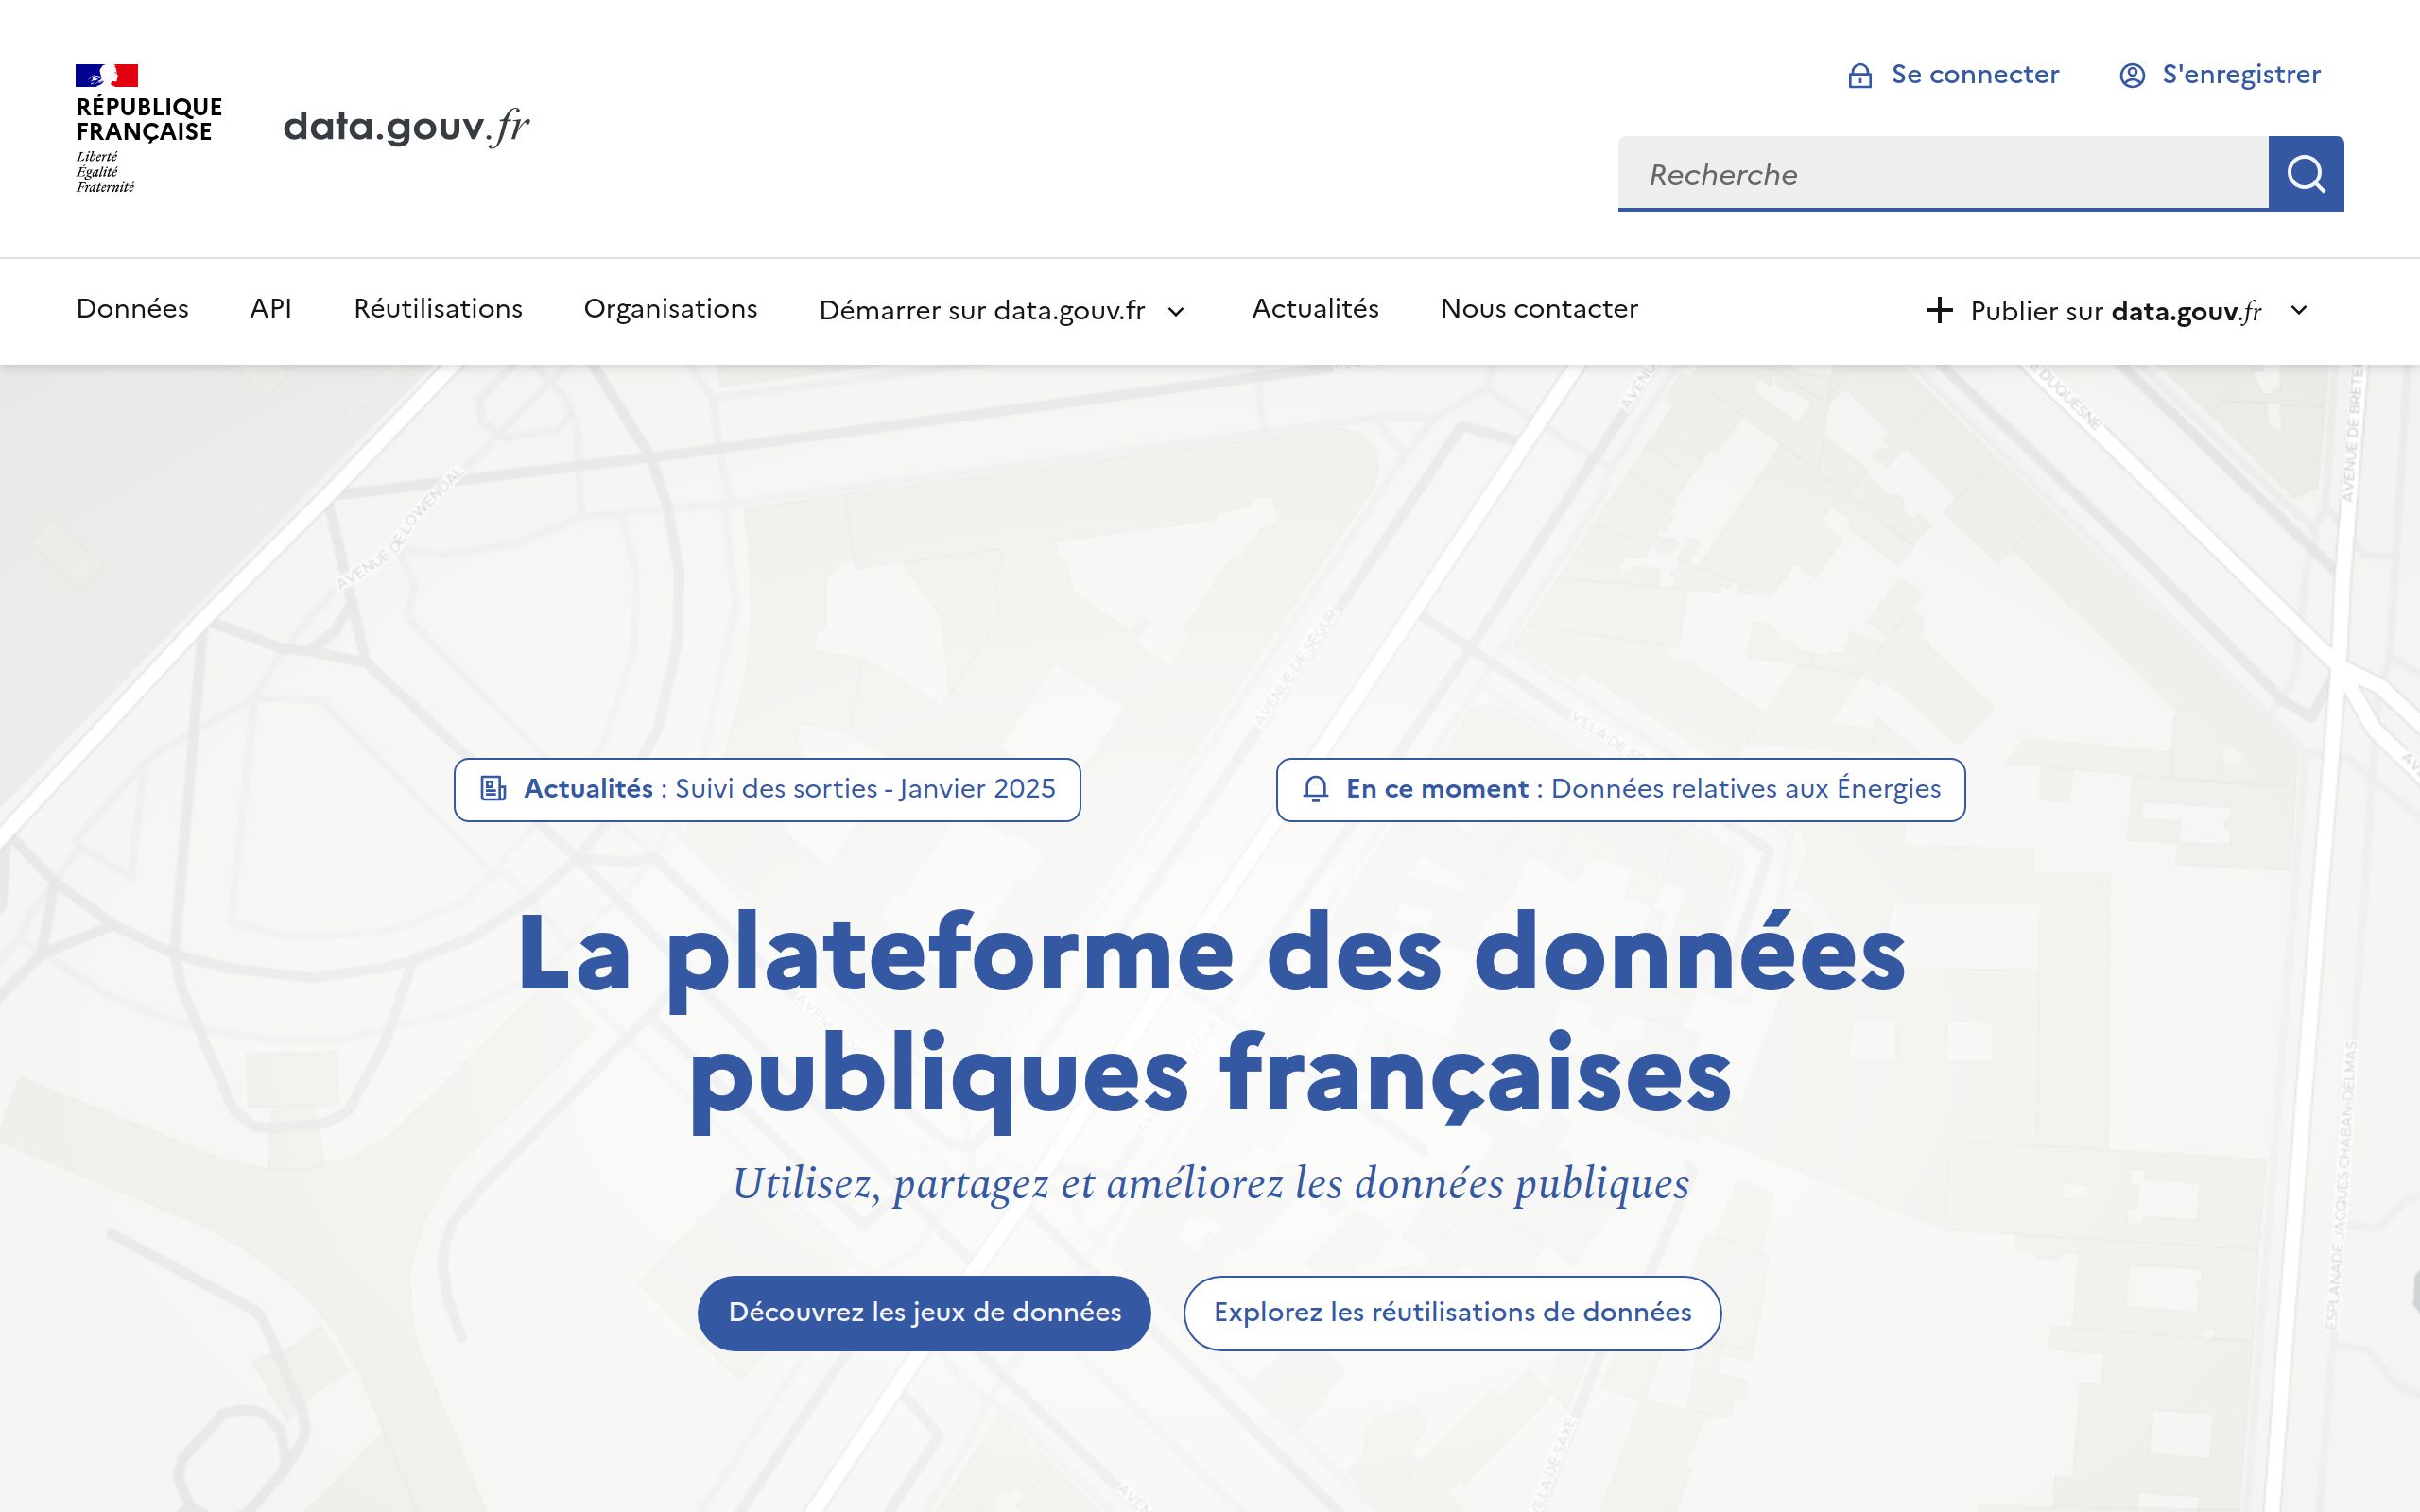 RÉPUBLIQUE
FRANÇAISE
Liberté
Égalité
Fraternité
data.gouv.fr
Se connecter
S'enregistrer
Recherche
Données
API
Réutilisations
Organisations
Démarrer sur data.gouv.fr
Actualités
Nous contacter
Publier sur data.gouv.fr
DUQUESNE
AVENUE DE LOWENDAL
AVENUE DE SÉGUR
Actualités : Suivi des sorties - Janvier 2025
En ce moment : Données relatives aux Énergies
La plateforme des données
publiques françaises
Utilisez, partagez et améliorez les données publiques
ESPLANADE JACQUES CHABAN-DELMAS
Découvrez les jeux de données
Explorez les réutilisations de données
VILLA DE SAXE